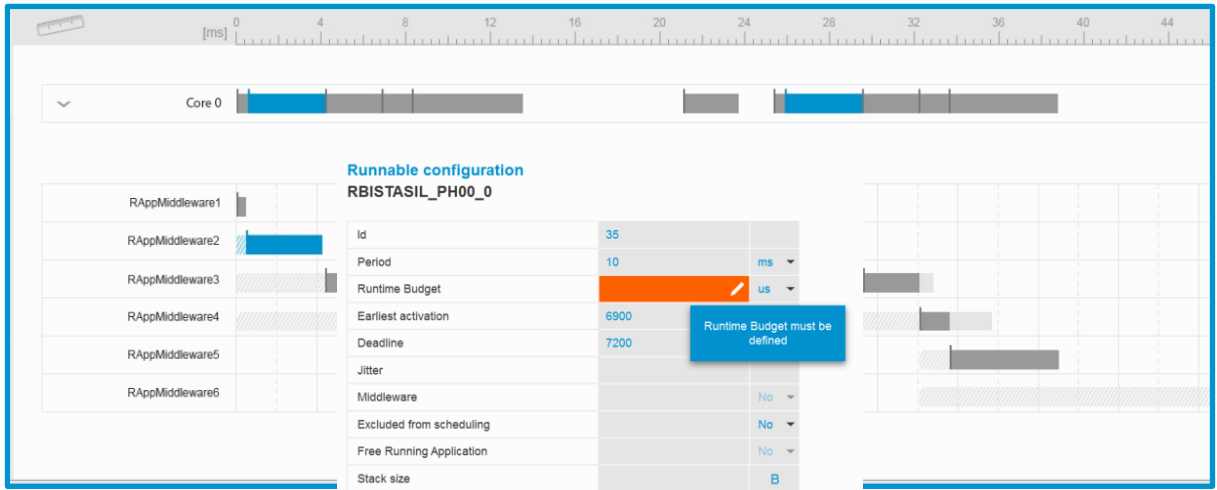 [ms] 0 4 8 12 16 20 24 28 32 36 40 44
Core 0
Runnable configuration
RBISTASIL_PH00_0
RAppMiddleware1
RAppMiddleware2
RAppMiddleware3
RAppMiddleware4
RAppMiddleware5
RAppMiddleware6
Id 35
Period 10 ms
Runtime Budget us
Earliest activation 6900
Deadline 7200
Runtime Budget must be
defined
Jitter
Middleware No
Excluded from scheduling No
Free Running Application No
Stack size B